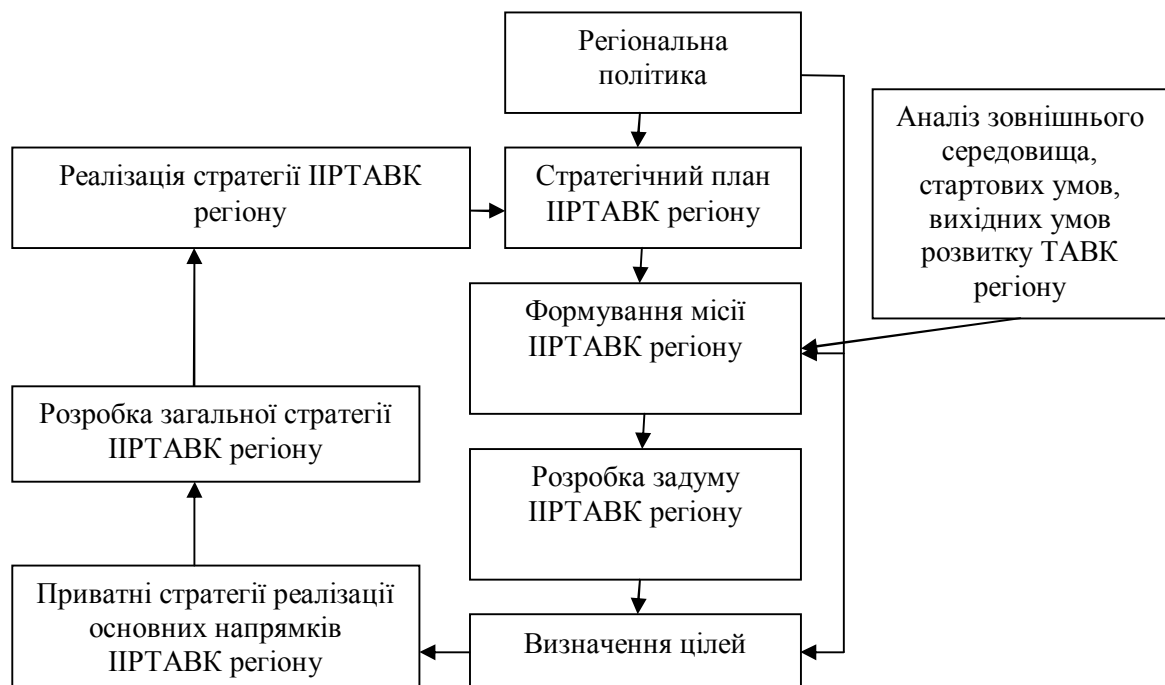 Регіональна
політика
Аналіз зовнішнього
середовища,
стартових умов,
вихідних умов
розвитку ТАВК
регіону
Реалізація стратегії ІІРТАВК
регіону
Стратегічний план
ІІРТАВК регіону
Формування місії
ІІРТАВК регіону
Розробка загальної стратегії
ІІРТАВК регіону
Розробка задуму
ІІРТАВК регіону
Приватні стратегії реалізації
основних напрямків
ІІРТАВК регіону
Визначення цілей